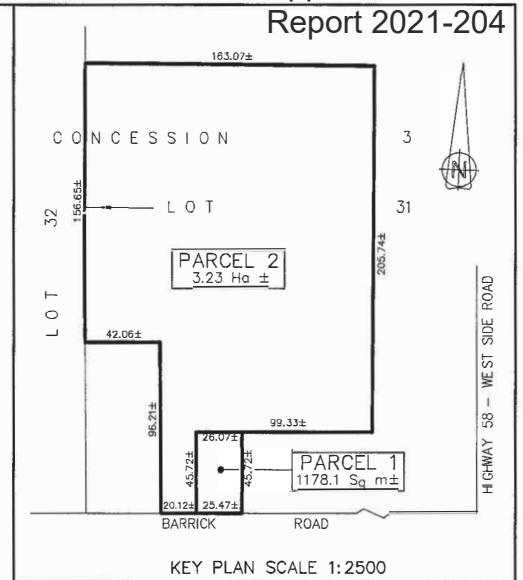 Report 2021-204
163.07±
CONCESSION 3
N
156.65±
LOT 31
LOT 32
PARCEL 2
3.23 Ha ±
205.74±
HIGHWAY 58 - WEST SIDE ROAD
42.06±
96.21±
99.33±
26.07±
45.72±
45.72±
PARCEL 1
1178.1 Sq m±
20.12±
25.47±
BARRICK ROAD
KEY PLAN SCALE 1:2500